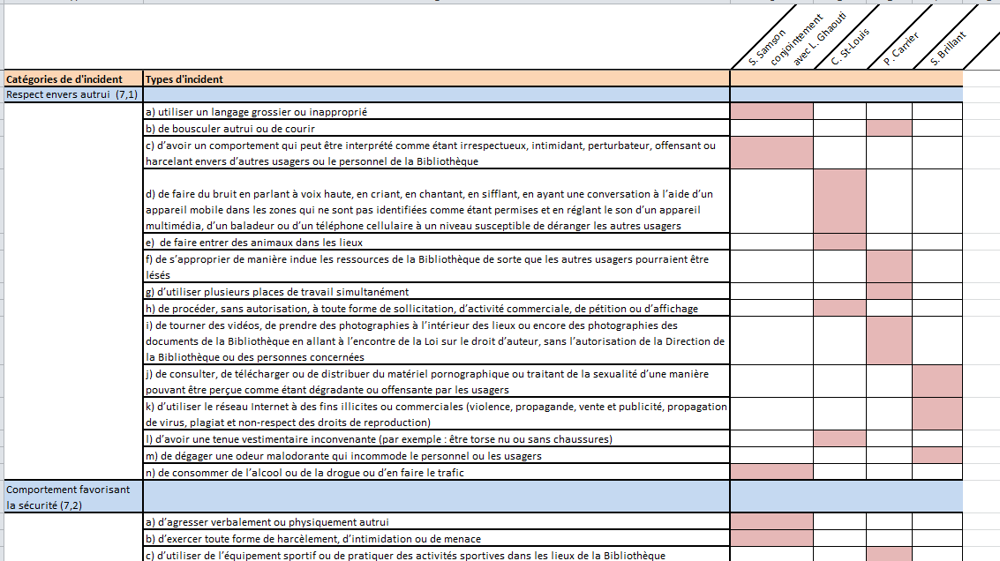 S. Samson
conjointement
avec L. Ghaouti
C. St-Louis
P. Carrier
S. Brillant
Catégories de d'incident
Types d'incident
Respect envers autrui (7,1)
a) utiliser un langage grossier ou inapproprié
b) de bousculer autrui ou de courir
c) d’avoir un comportement qui peut être interprété comme étant irrespectueux, intimidant, perturbateur, offensant ou
harcelant envers d’autres usagers ou le personnel de la Bibliothèque
d) de faire du bruit en parlant à voix haute, en criant, en chantant, en sifflant, en ayant une conversation à l’aide d’un
appareil mobile dans les zones qui ne sont pas identifiées comme étant permises et en réglant le son d’un appareil
multimédia, d’un baladeur ou d’un téléphone cellulaire à un niveau susceptible de déranger les autres usagers
e) de faire entrer des animaux dans les lieux
f) de s’approprier de manière indue les ressources de la Bibliothèque de sorte que les autres usagers pourraient être
lésés
g) d’utiliser plusieurs places de travail simultanément
h) de procéder, sans autorisation, à toute forme de sollicitation, d’activité commerciale, de pétition ou d’affichage
i) de tourner des vidéos, de prendre des photographies à l’intérieur des lieux ou encore des photographies des
documents de la Bibliothèque en allant à l’encontre de la Loi sur le droit d’auteur, sans l’autorisation de la Direction de
la Bibliothèque ou des personnes concernées
j) de consulter, de télécharger ou de distribuer du matériel pornographique ou traitant de la sexualité d’une manière
pouvant être perçue comme étant dégradante ou offensante par les usagers
k) d’utiliser le réseau Internet à des fins illicites ou commerciales (violence, propagande, vente et publicité, propagation
de virus, plagiat et non-respect des droits de reproduction)
l) d’avoir une tenue vestimentaire inconvenante (par exemple : être torse nu ou sans chaussures)
m) de dégager une odeur malodorante qui incommode le personnel ou les usagers
n) de consommer de l’alcool ou de la drogue ou d’en faire le trafic
Comportement favorisant
la sécurité (7,2)
a) d’agresser verbalement ou physiquement autrui
b) d’exercer toute forme de harcèlement, d’intimidation ou de menace
c) d’utiliser de l’équipement sportif ou de pratiquer des activités sportives dans les lieux de la Bibliothèque